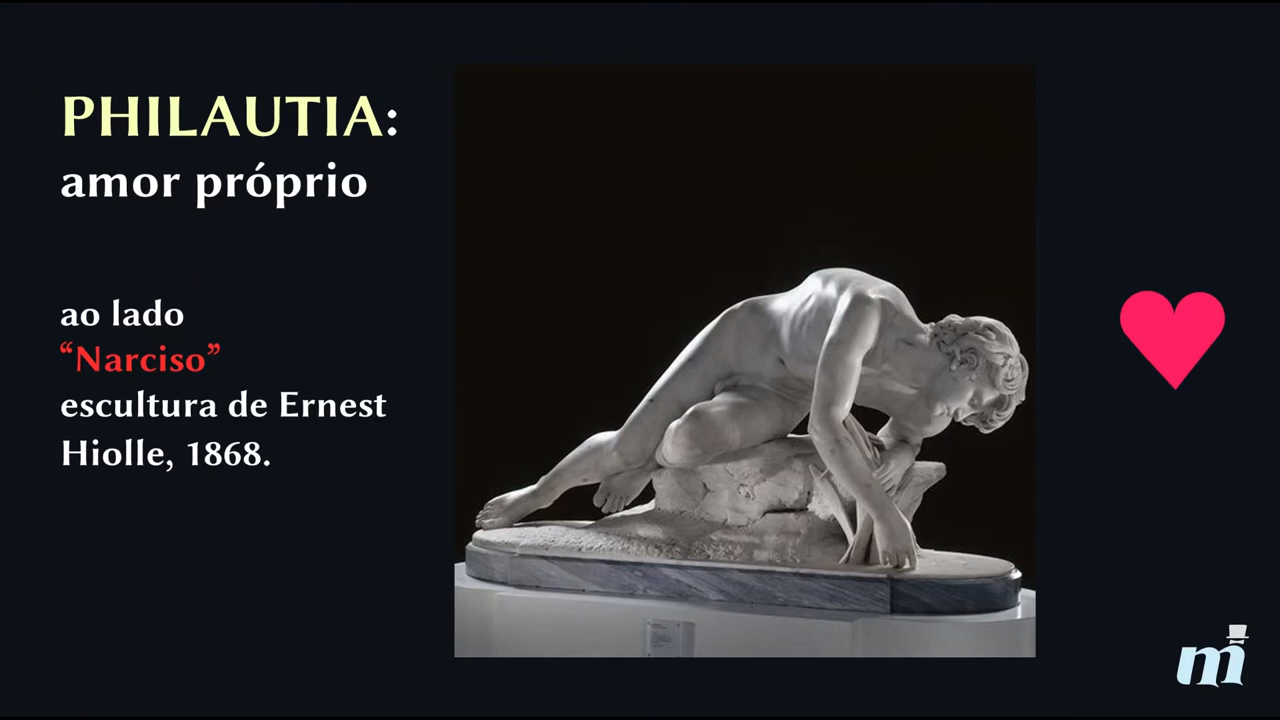 PHILAUTIA:
amor próprio
ao lado
“Narciso”
escultura de Ernest
Hiolle, 1868.
m